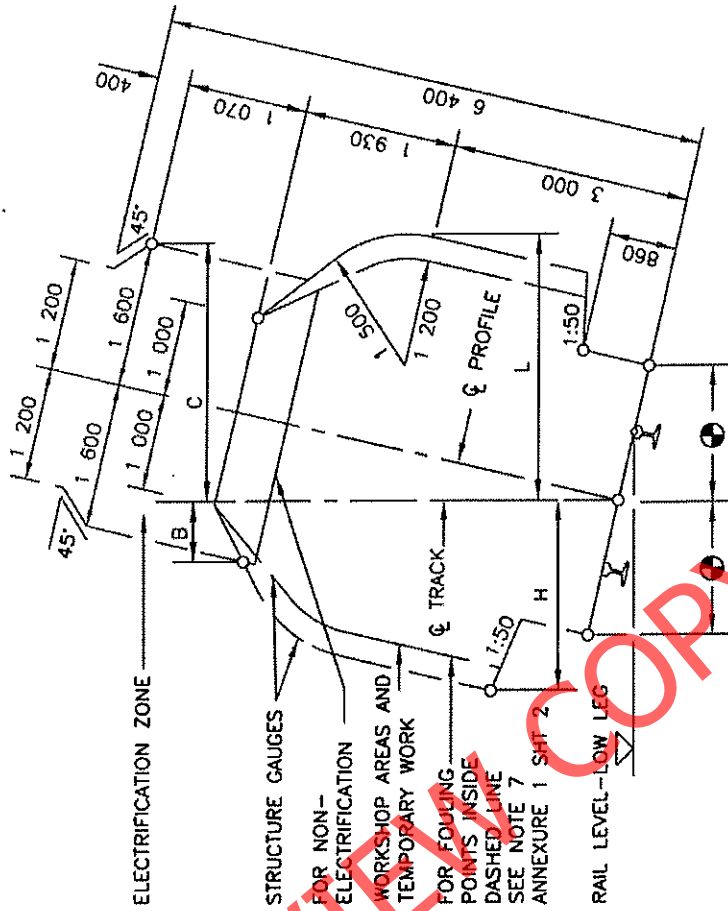 400
45°
1 200
1 200
1 600
1 600
1 000
1 000
45°
C
B
1 070
1 930
6 400
3 000
860
1 500
1 200
℄ PROFILE
L
1:50
℄ TRACK
H
1:50
ELECTRIFICATION ZONE
STRUCTURE GAUGES
FOR NON-
ELECTRIFICATION
WORKSHOP AREAS AND
TEMPORARY WORK
FOR FOULING
POINTS INSIDE
DASHED LINE
SEE NOTE 7
ANNEXURE 1 SHT 2
RAIL LEVEL-LOW LEG
VIEW COPY